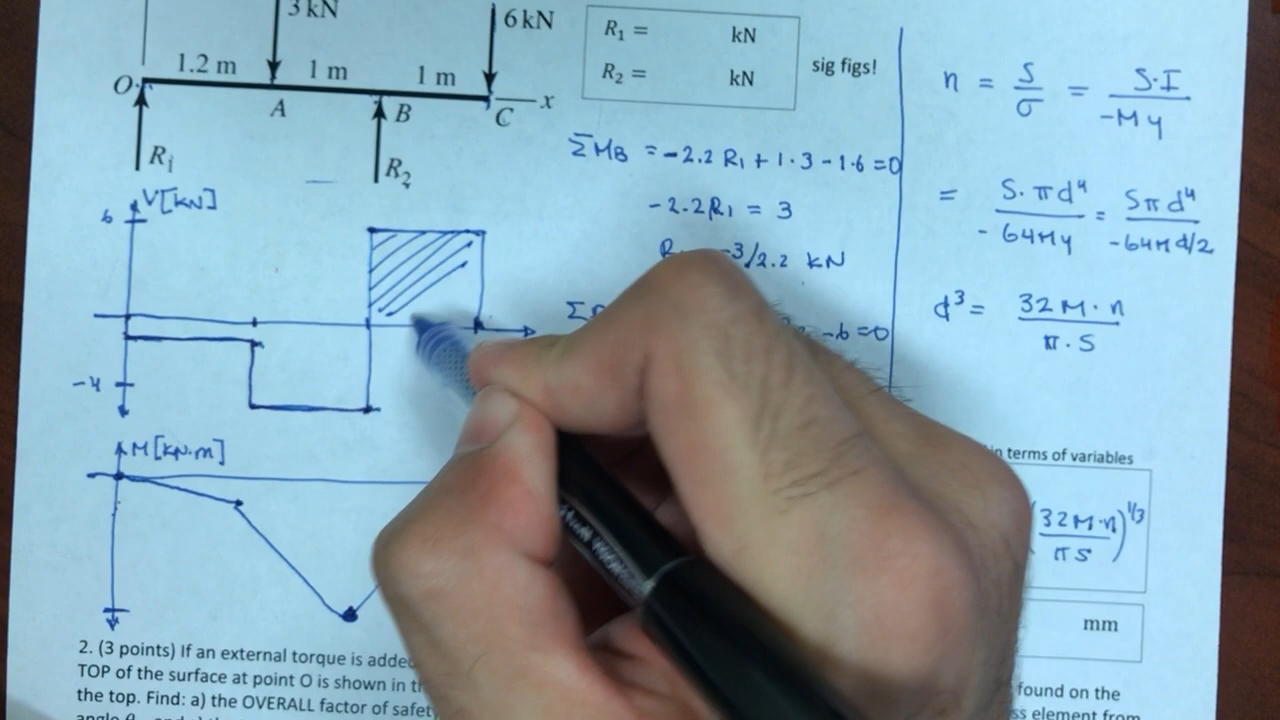 3 kN
6 kN
1.2 m
1 m
1 m
O
A
B
C
x
R₁
R₂
R₁ = kN
R₂ = kN
sig figs!
ΣM_B = -2.2 R₁ + 1·3 - 1·6 = 0
-2.2R₁ = 3
-3/2.2 kN
-6 = 0
n = S/σ = S·I/-My
= S·πd⁴/-64My = Sπd⁴/-64M d/2
d³ = 32M·n/π·S
V[kN]
6
-4
M[kN·m]
in terms of variables
(32M·n/πS)^1/3
mm
2. (3 points) If an external torque is added
TOP of the surface at point O is shown in
found on the
the top. Find: a) the OVERALL factor of safety
element from